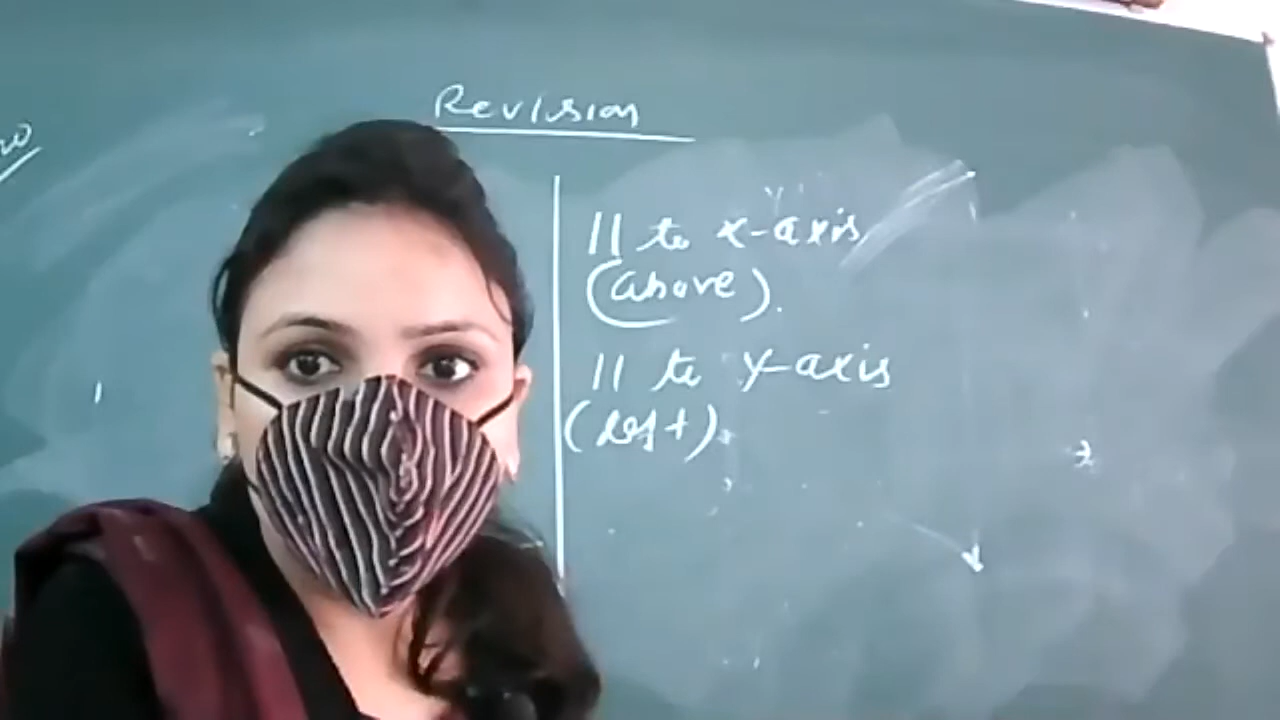 Revision
|| to x-axis
(above).
|| to y-axis
(left).